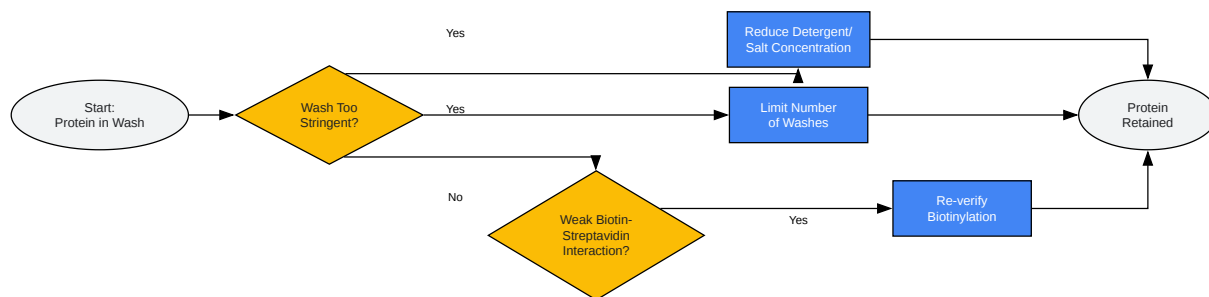 Yes
Reduce Detergent/
Salt Concentration
Start:
Protein in Wash
Wash Too
Stringent?
Yes
Limit Number
of Washes
Protein
Retained
No
Weak Biotin-
Streptavidin
Interaction?
Yes
Re-verify
Biotinylation